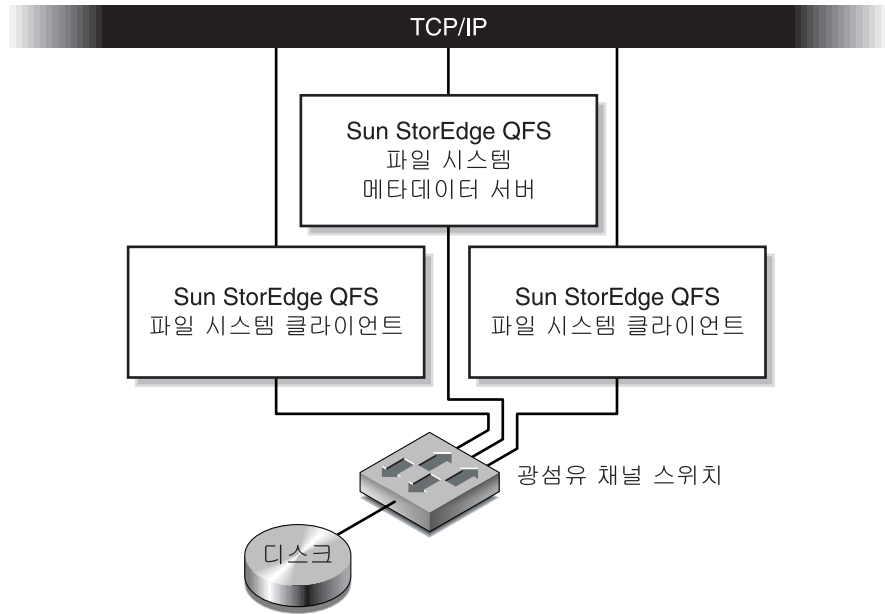 TCP/IP
Sun StorEdge QFS
파일 시스템
메타데이터 서버
Sun StorEdge QFS
파일 시스템 클라이언트
Sun StorEdge QFS
파일 시스템 클라이언트
광섬유 채널 스위치
디스크